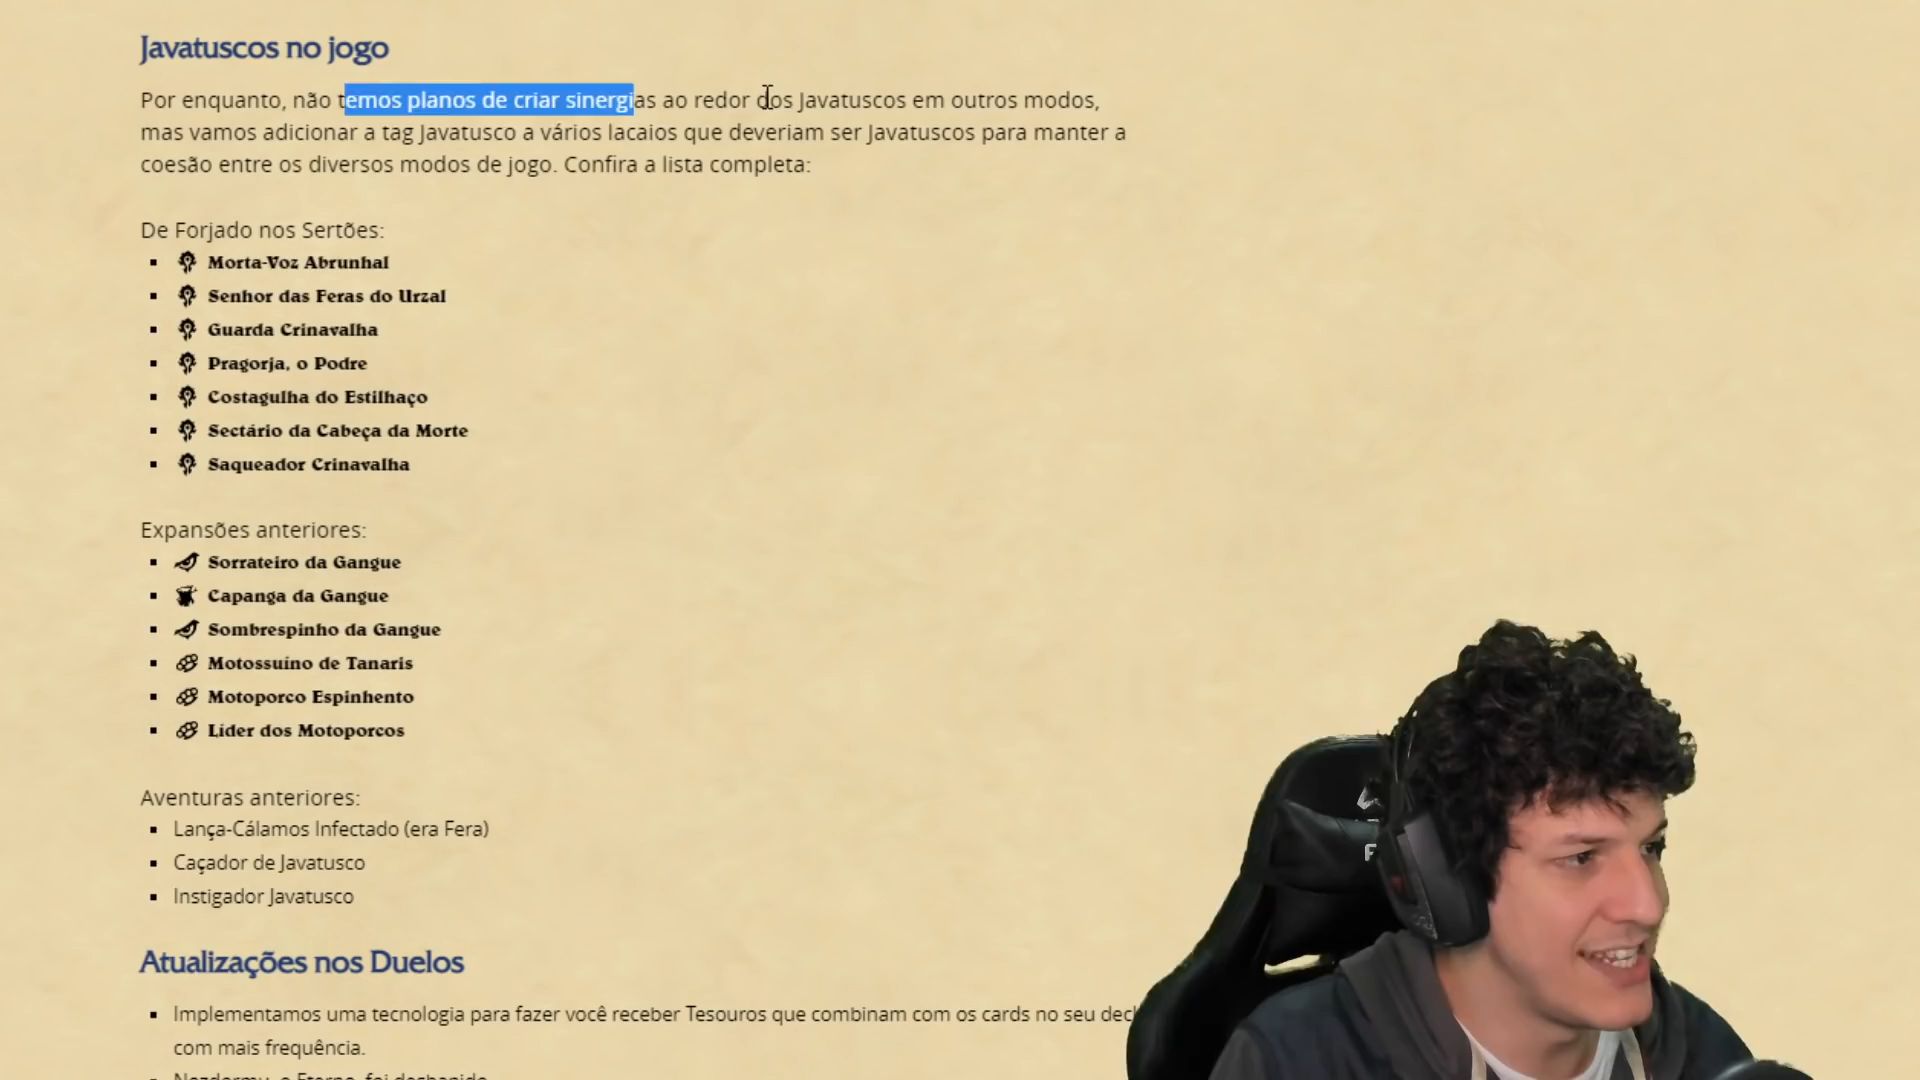 Javatuscos no jogo
Por enquanto, não temos planos de criar sinergias ao redor dos Javatuscos em outros modos,
mas vamos adicionar a tag Javatusco a vários lacaios que deveriam ser Javatuscos para manter a
coesão entre os diversos modos de jogo. Confira a lista completa:
De Forjado nos Sertões:
Morta-Voz Abrunhal
Senhor das Feras do Urzal
Guarda Crinavalha
Pragorja, o Podre
Costagulha do Estilhaço
Sectário da Cabeça da Morte
Saqueador Crinavalha
Expansões anteriores:
Sorrateiro da Gangue
Capanga da Gangue
Sombrespinho da Gangue
Motossuíno de Tanaris
Motoporco Espinhento
Líder dos Motoporcos
Aventuras anteriores:
Lança-Cálamos Infectado (era Fera)
Caçador de Javatusco
Instigador Javatusco
Atualizações nos Duelos
Implementamos uma tecnologia para fazer você receber Tesouros que combinam com os cards no seu
com mais frequência.
Nozdormu, o Eterno, foi desbanido